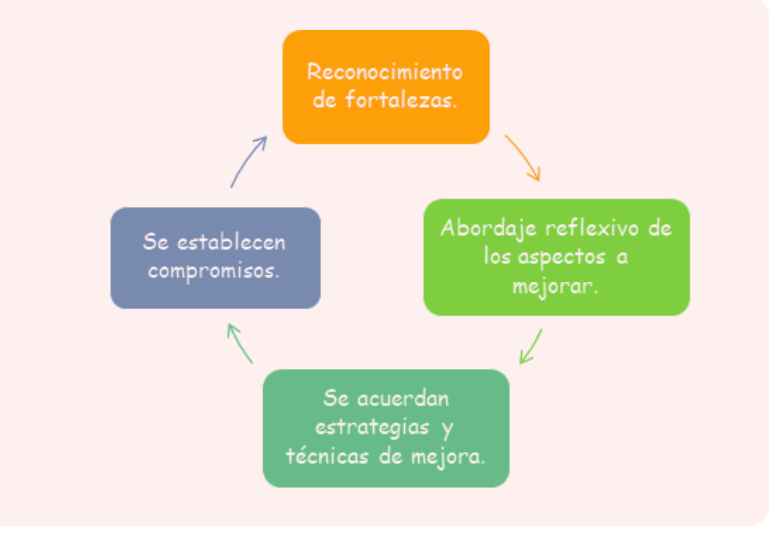 Reconocimiento
de fortalezas.
Abordaje reflexivo de
los aspectos a
mejorar.
Se acuerdan
estrategias y
técnicas de mejora.
Se establecen
compromisos.